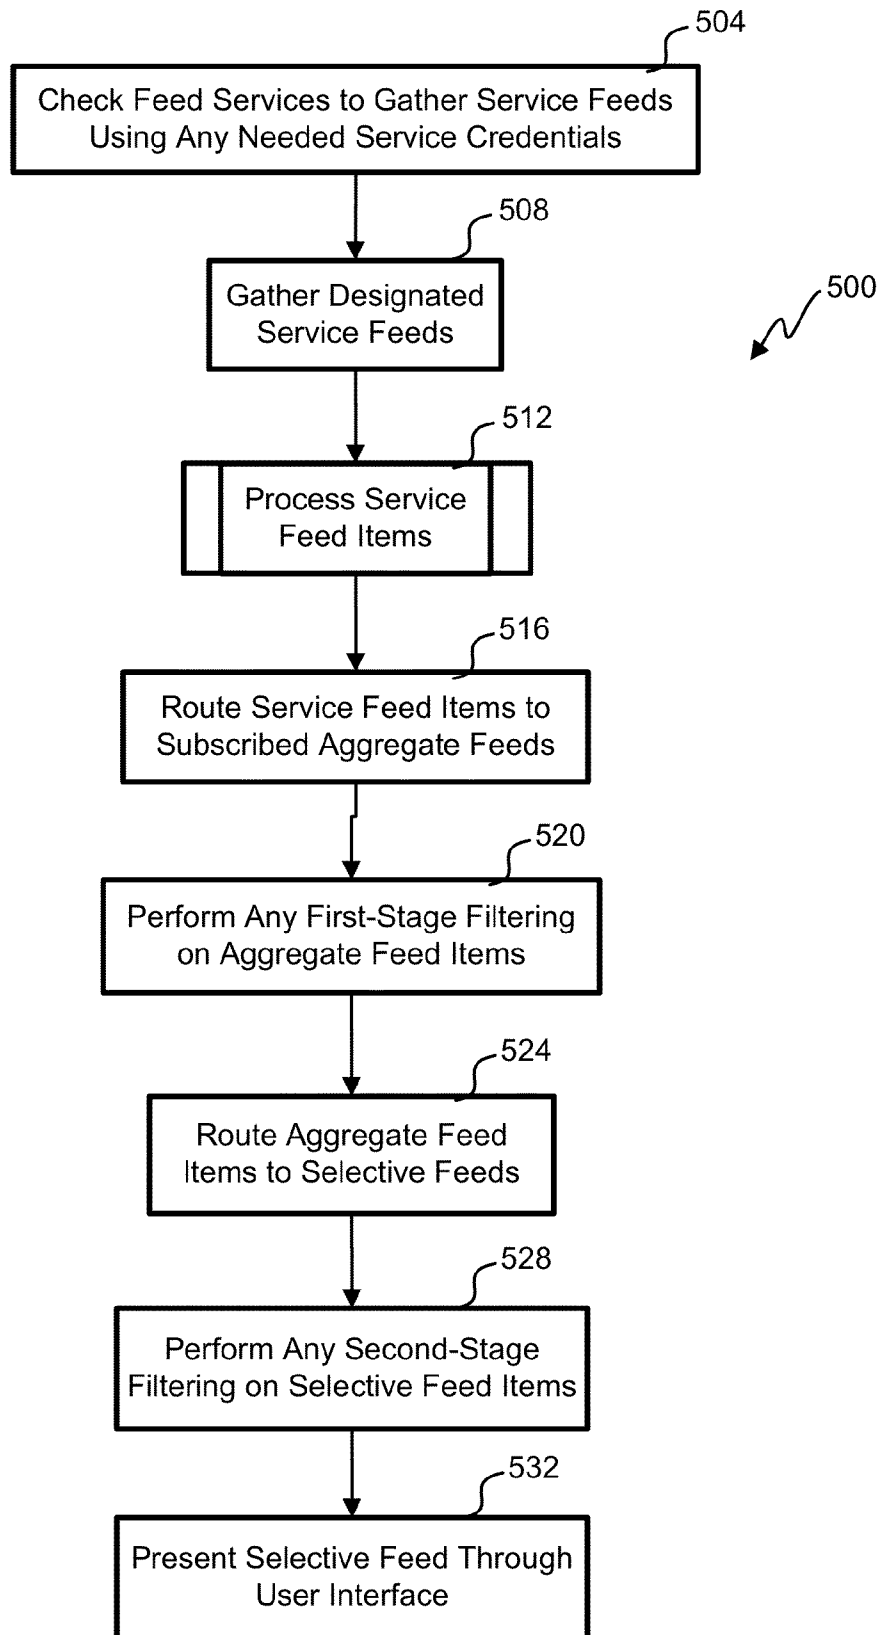 504
Check Feed Services to Gather Service Feeds
Using Any Needed Service Credentials
508
Gather Designated
Service Feeds
500
512
Process Service
Feed Items
516
Route Service Feed Items to
Subscribed Aggregate Feeds
520
Perform Any First-Stage Filtering
on Aggregate Feed Items
524
Route Aggregate Feed
Items to Selective Feeds
528
Perform Any Second-Stage
Filtering on Selective Feed Items
532
Present Selective Feed Through
User Interface